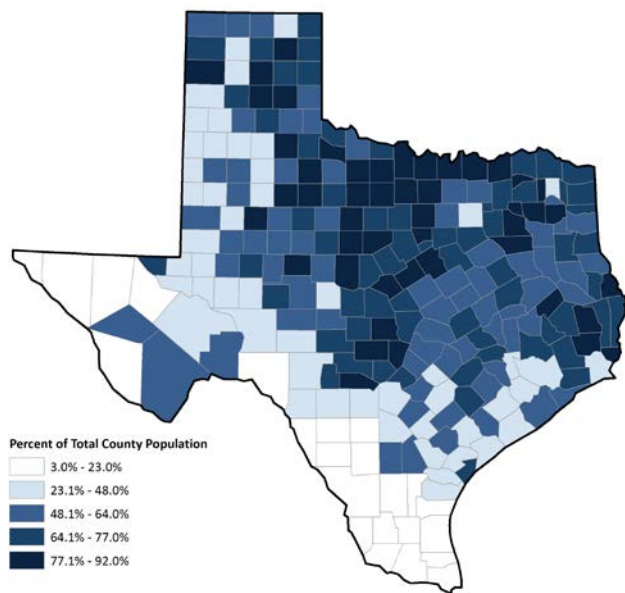 Percent of Total County Population
3.0% - 23.0%
23.1% - 48.0%
48.1% - 64.0%
64.1% - 77.0%
77.1% - 92.0%